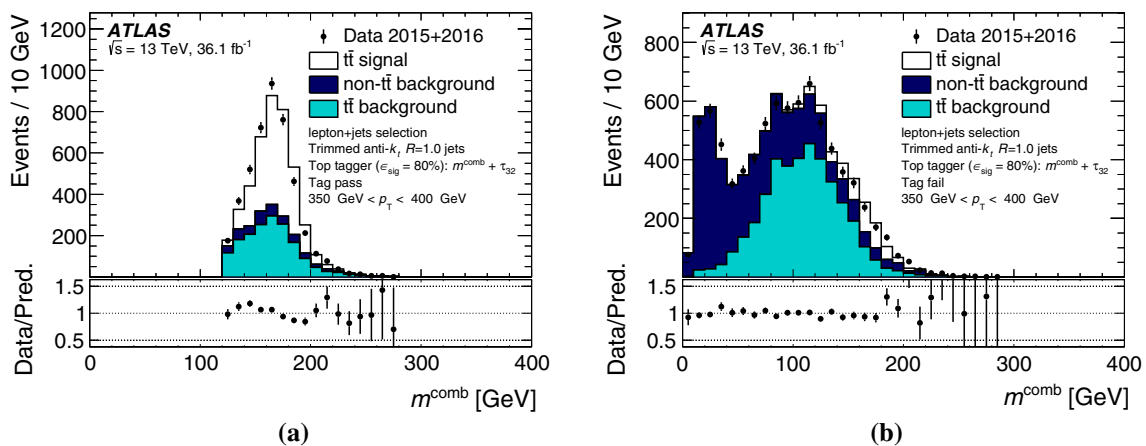 ATLAS
√s = 13 TeV, 36.1 fb⁻¹
Data 2015+2016
tt̄ signal
non-tt̄ background
tt̄ background
lepton+jets selection
Trimmed anti-kₜ R=1.0 jets
Top tagger (ϵsig = 80%): mᶜᵒᵐᵇ + τ₃₂
Tag pass
350 GeV < pT < 400 GeV
Events / 10 GeV
1200
1000
800
600
400
200
Data/Pred.
1.5
1
0.5
0 100 200 300 400
mᶜᵒᵐᵇ [GeV]
(a)
ATLAS
√s = 13 TeV, 36.1 fb⁻¹
Data 2015+2016
tt̄ signal
non-tt̄ background
tt̄ background
lepton+jets selection
Trimmed anti-kₜ R=1.0 jets
Top tagger (ϵsig = 80%): mᶜᵒᵐᵇ + τ₃₂
Tag fail
350 GeV < pT < 400 GeV
Events / 10 GeV
800
600
400
200
Data/Pred.
1.5
1
0.5
0 100 200 300 400
mᶜᵒᵐᵇ [GeV]
(b)